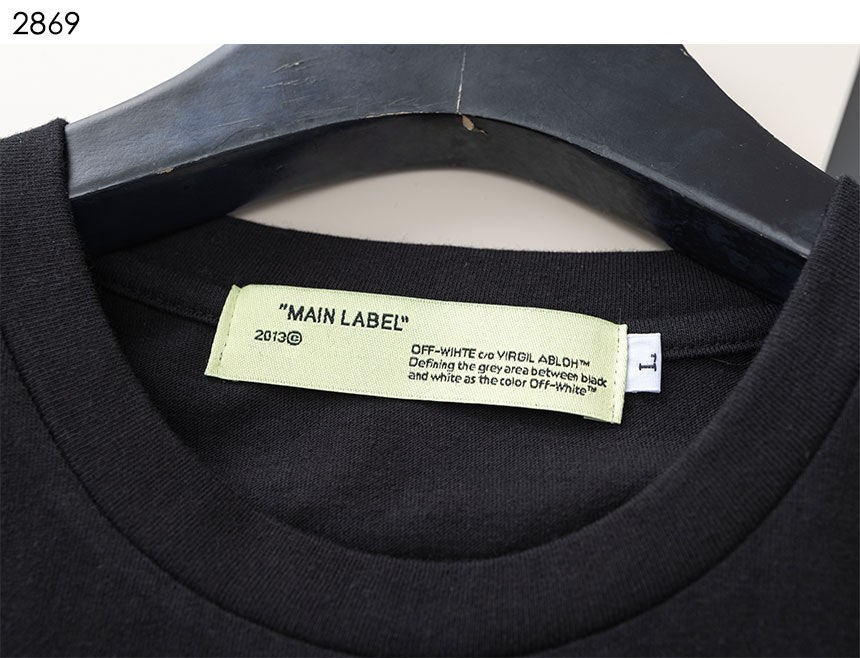 2869
"MAIN LABEL"
2013©
OFF-WIHTE c/o VIRGIL ABLOH™
Defining the grey area between black
and white as the color Off-White™
L